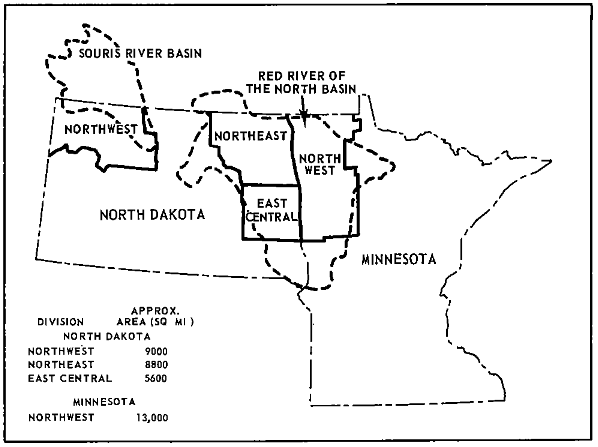 SOURIS RIVER BASIN
RED RIVER OF
THE NORTH BASIN
NORTHWEST
NORTHEAST
NORTH
WEST
EAST
CENTRAL
NORTH DAKOTA
MINNESOTA
APPROX.
DIVISION AREA (SQ MI)
NORTH DAKOTA
NORTHWEST 9000
NORTHEAST 8800
EAST CENTRAL 5600
MINNESOTA
NORTHWEST 13,000